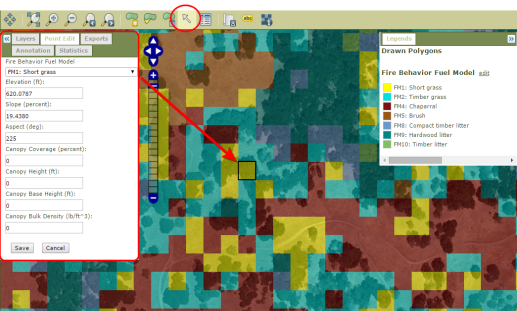 abc
« Layers Point Edit Exports
Annotation Statistics
Fire Behavior Fuel Model
FM1: Short grass
Elevation (ft):
620.0787
Slope (percent):
19.4380
Aspect (deg):
225
Canopy Coverage (percent):
0
Canopy Height (ft):
0
Canopy Base Height (ft):
0
Canopy Bulk Density (lb/ft^3):
0
Save Cancel
Legends »
Drawn Polygons
Fire Behavior Fuel Model edit
FM1: Short grass
FM2: Timber grass
FM4: Chaparral
FM5: Brush
FM8: Compact timber litter
FM9: Hardwood litter
FM10: Timber litter